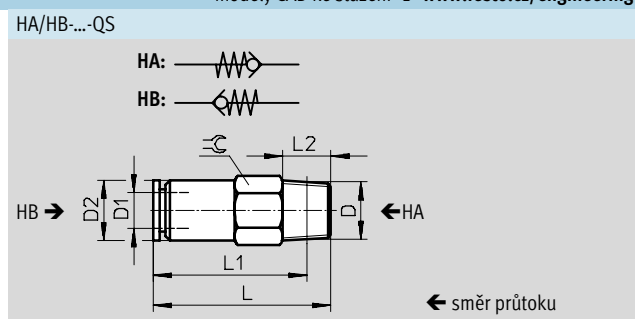 HA/HB-...-QS
HA:
HB:
L2
HB ➔ D2 D1 D ←HA
L1
L
← směr průtoku